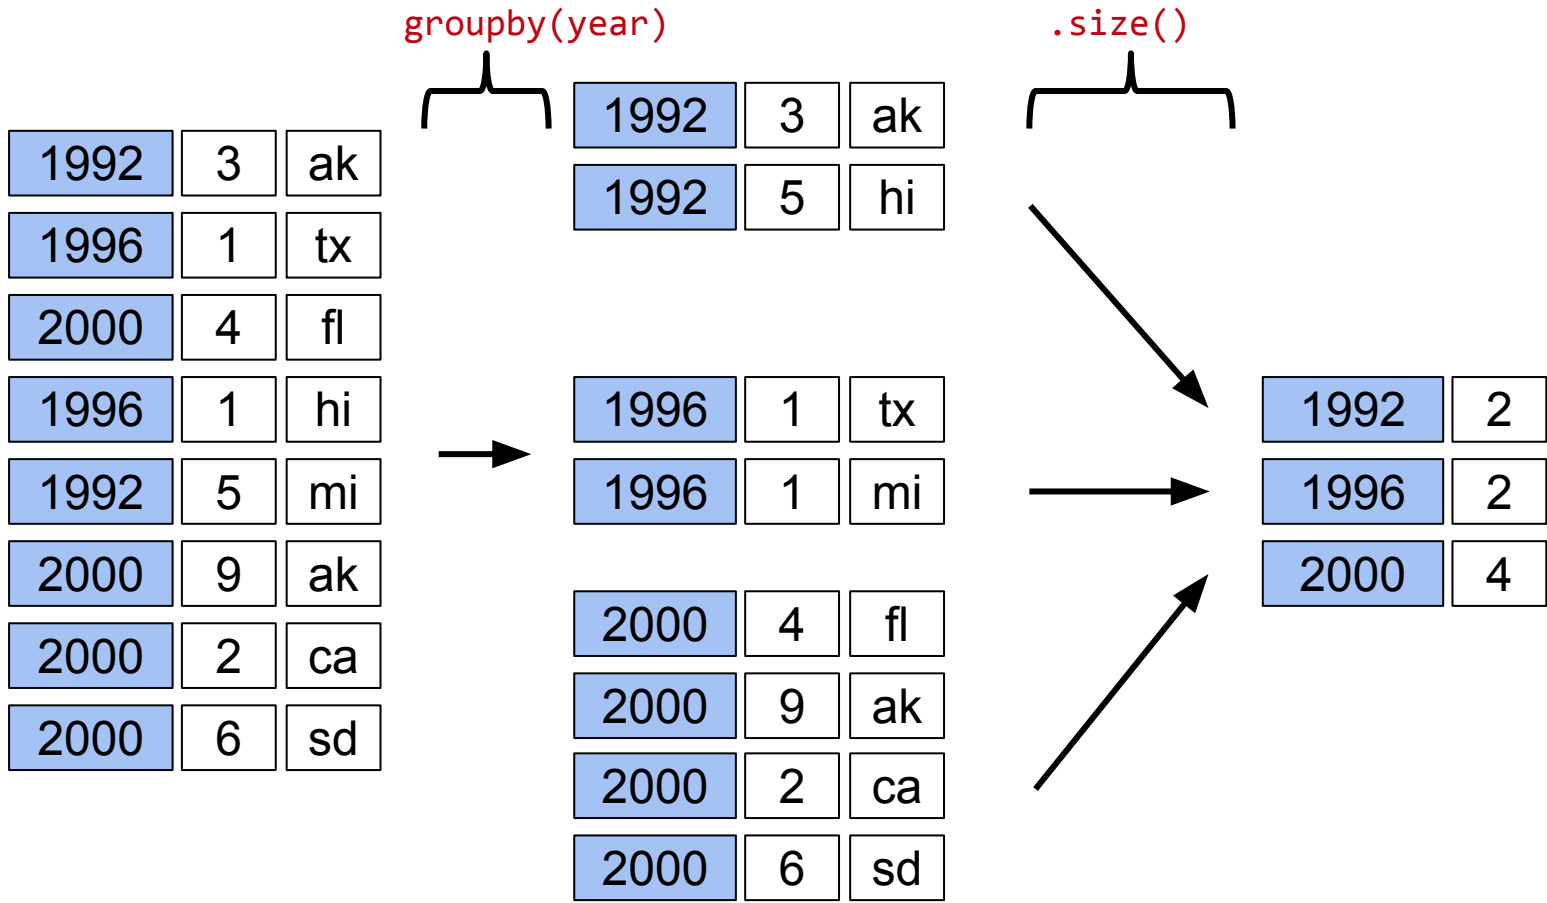 groupby(year)
.size()
1992 3 ak
1996 1 tx
2000 4 fl
1996 1 hi
1992 5 mi
2000 9 ak
2000 2 ca
2000 6 sd
1992 3 ak
1992 5 hi
1996 1 tx
1996 1 mi
2000 4 fl
2000 9 ak
2000 2 ca
2000 6 sd
1992 2
1996 2
2000 4